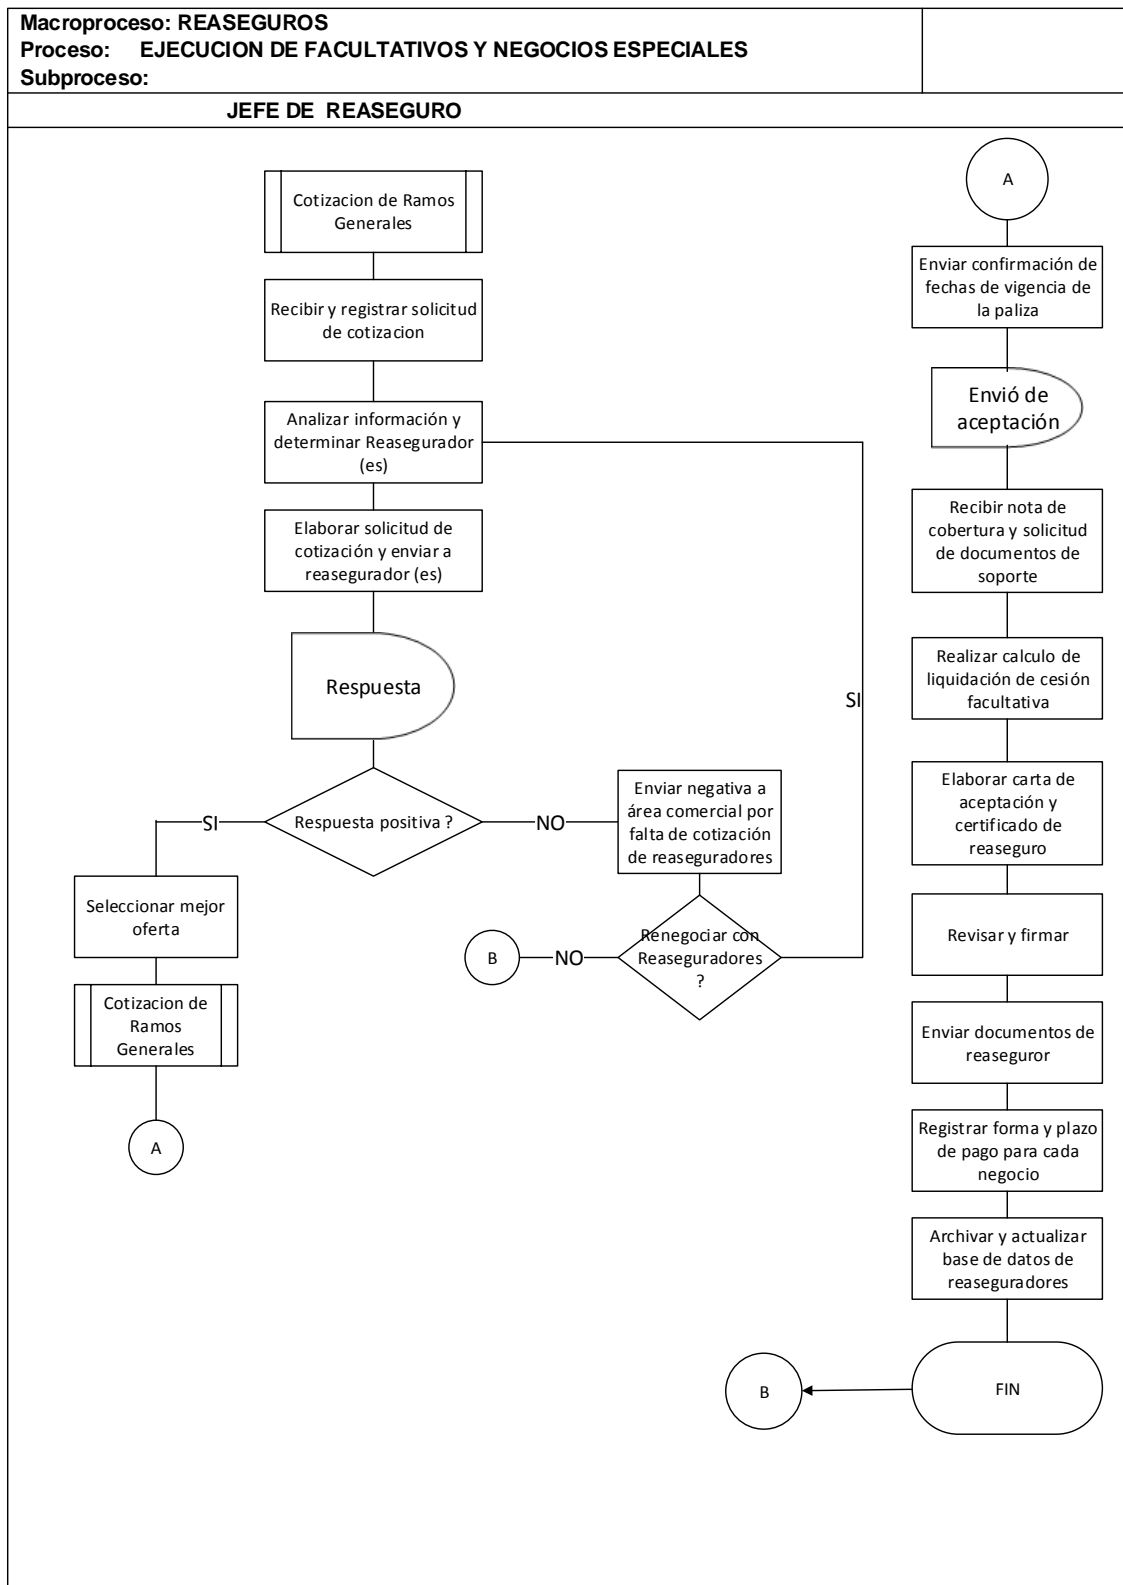 Macroproceso: REASEGUROS
Proceso: EJECUCION DE FACULTATIVOS Y NEGOCIOS ESPECIALES
Subproceso:
JEFE DE REASEGURO
Cotizacion de Ramos
Generales
Recibir y registrar solicitud
de cotizacion
Analizar información y
determinar Reasegurador
(es)
Elaborar solicitud de
cotización y enviar a
reasegurador (es)
Respuesta
Respuesta positiva ?
SI
NO
Seleccionar mejor
oferta
Cotizacion de
Ramos
Generales
A
Enviar negativa a
área comercial por
falta de cotización
de reaseguradores
Renegociar con
Reaseguradores
?
NO
B
SI
A
Enviar confirmación de
fechas de vigencia de
la paliza
Envió de
aceptación
Recibir nota de
cobertura y solicitud
de documentos de
soporte
Realizar calculo de
liquidación de cesión
facultativa
Elaborar carta de
aceptación y
certificado de
reaseguro
Revisar y firmar
Enviar documentos de
reaseguror
Registrar forma y plazo
de pago para cada
negocio
Archivar y actualizar
base de datos de
reaseguradores
FIN
B